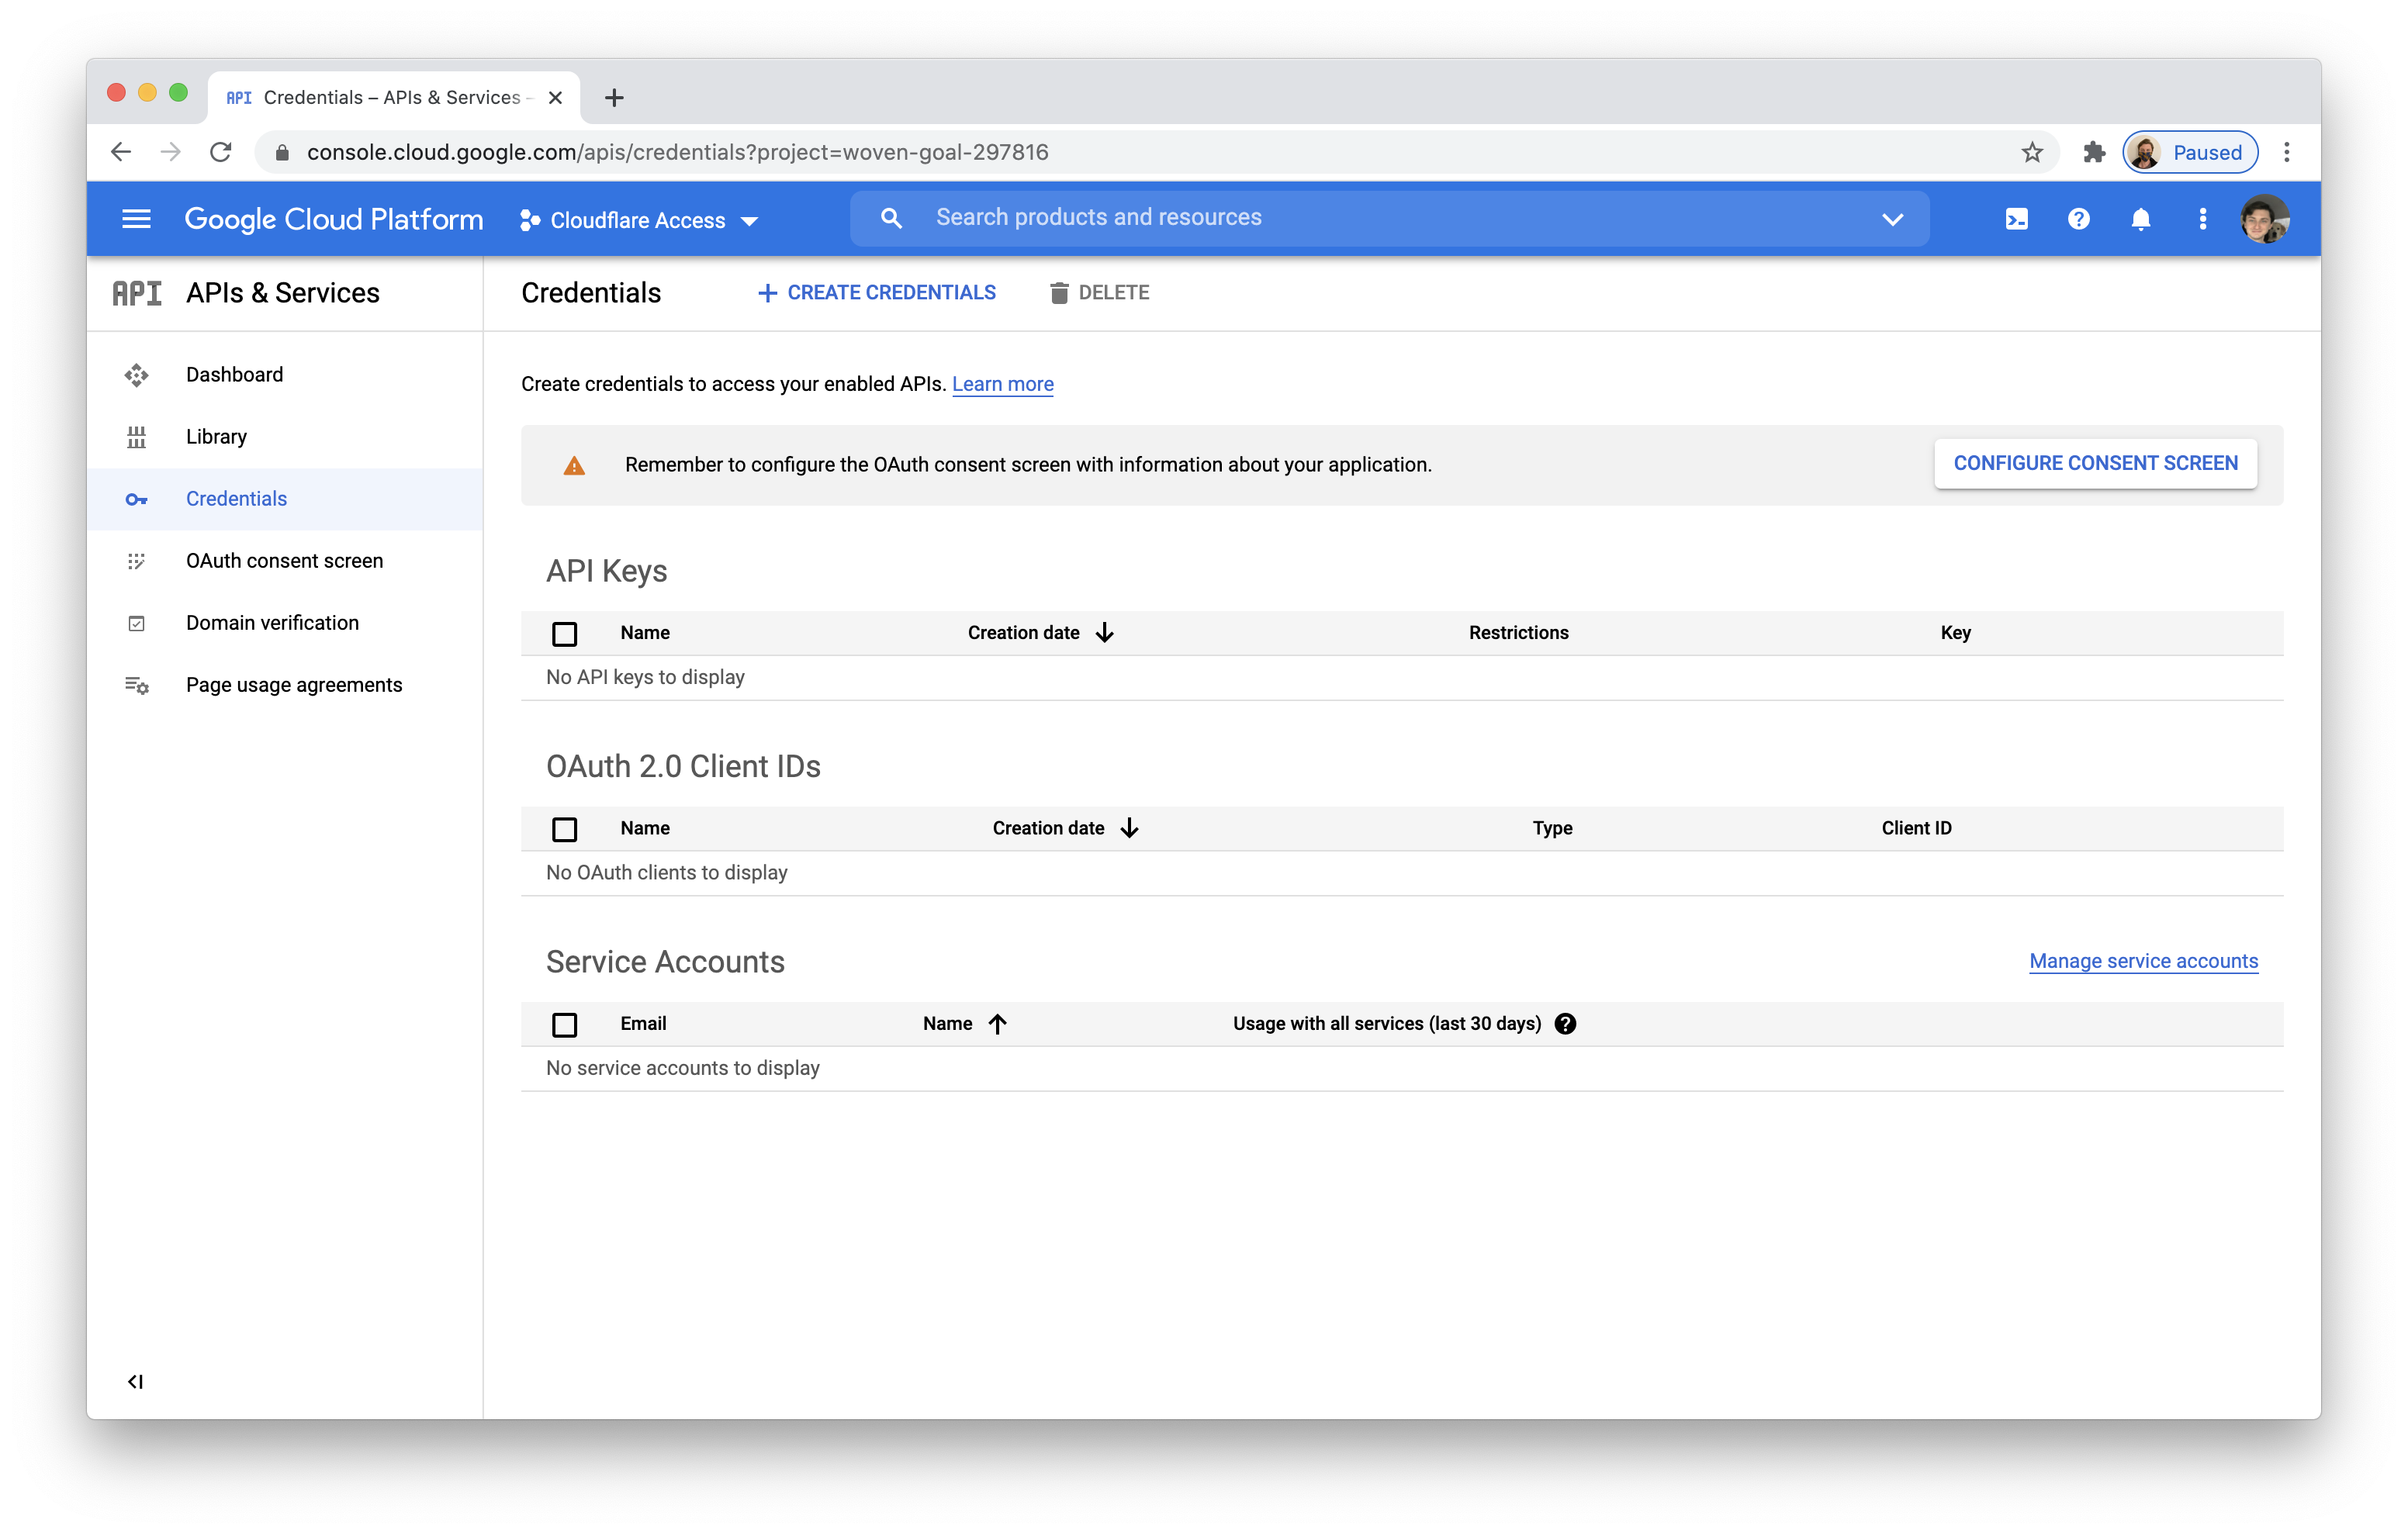 API Credentials – APIs & Services –
console.cloud.google.com/apis/credentials?project=woven-goal-297816
Paused
Google Cloud Platform
Cloudflare Access
Search products and resources
API APIs & Services
Credentials
CREATE CREDENTIALS
DELETE
Dashboard
Library
Credentials
OAuth consent screen
Domain verification
Page usage agreements
Create credentials to access your enabled APIs. Learn more
Remember to configure the OAuth consent screen with information about your application.
CONFIGURE CONSENT SCREEN
API Keys
Name Creation date Restrictions Key
No API keys to display
OAuth 2.0 Client IDs
Name Creation date Type Client ID
No OAuth clients to display
Service Accounts
Manage service accounts
Email Name Usage with all services (last 30 days)
No service accounts to display